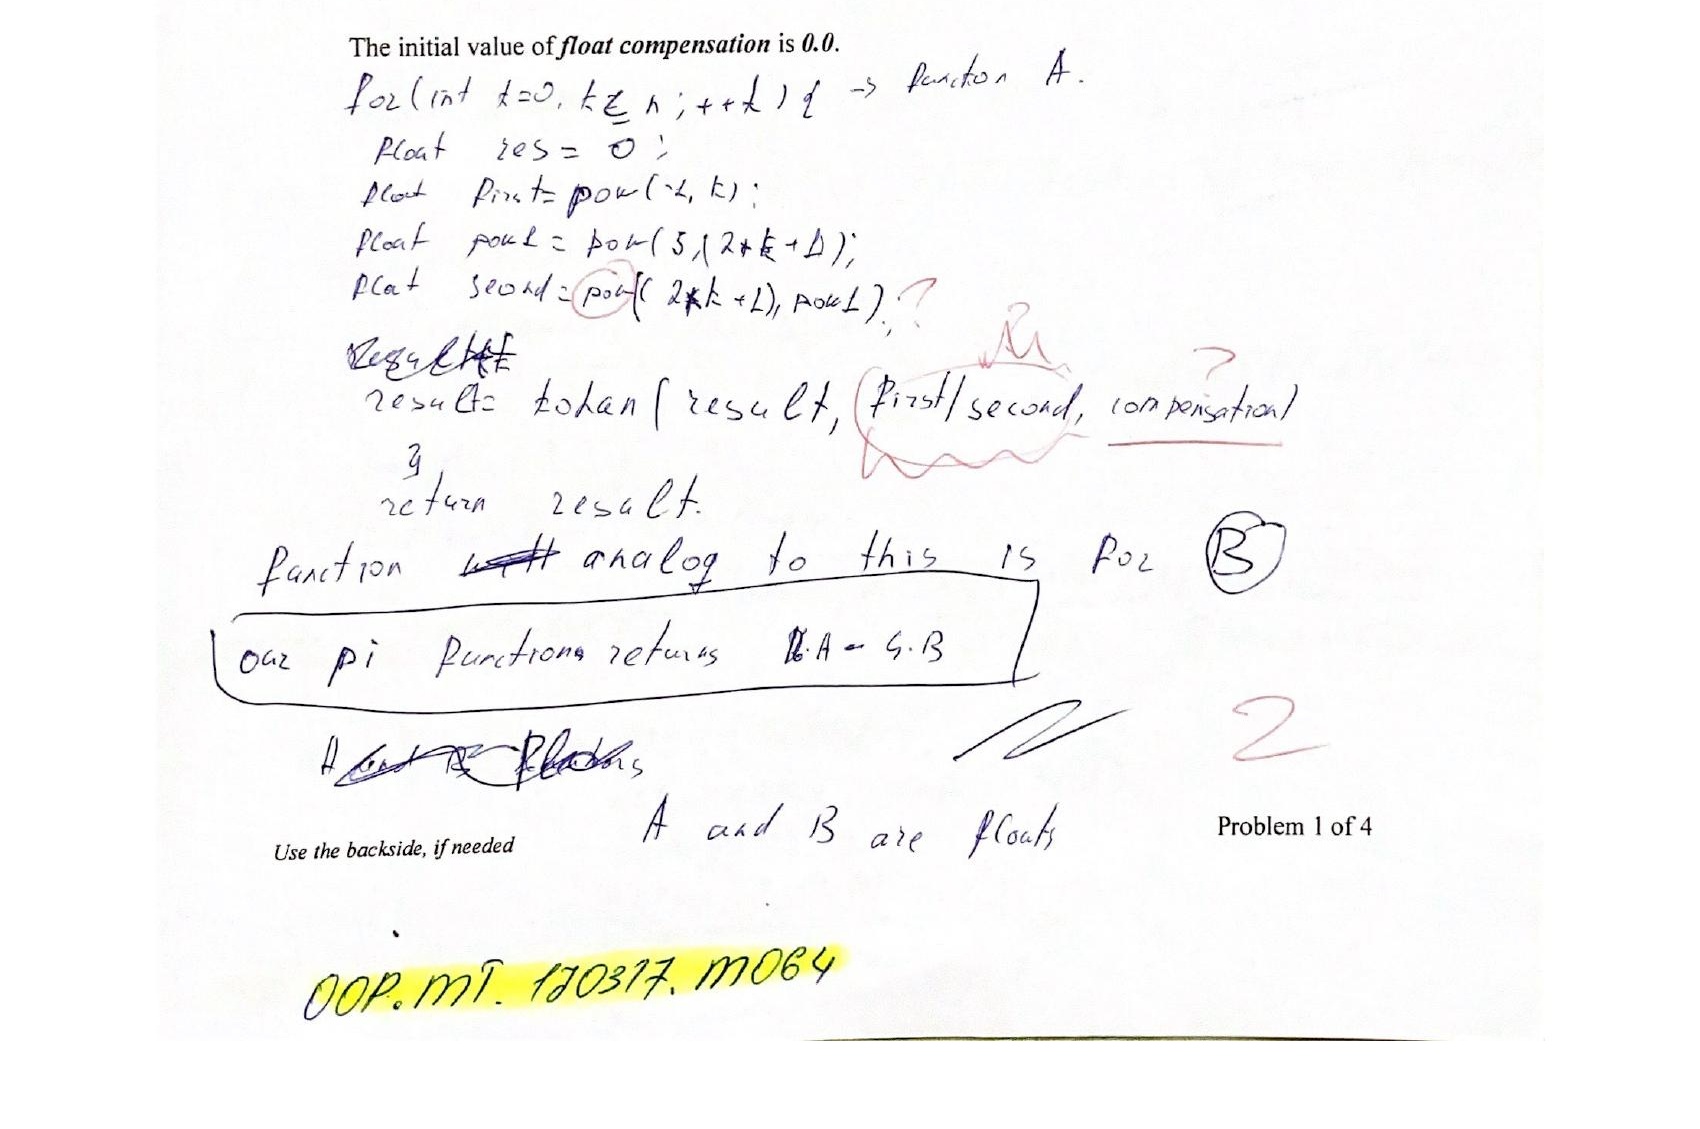 The initial value of float compensation is 0.0.
for(int k=0, k≤ n ; ++k ) { -> function A.
float res = 0 ;
float first= pow(-1, k) ;
float pow1 = pow( 5,(2*k+1);
float second= pow(( 2*k +1), pow1 ). ?
result= kohan ( result, first/second, compensation) ?
}
return result.
function analog to this is for B
our pi functions returns A - 4.B
2
A and B are floats
Use the backside, if needed
Problem 1 of 4
OOP.MT. 170317. M064